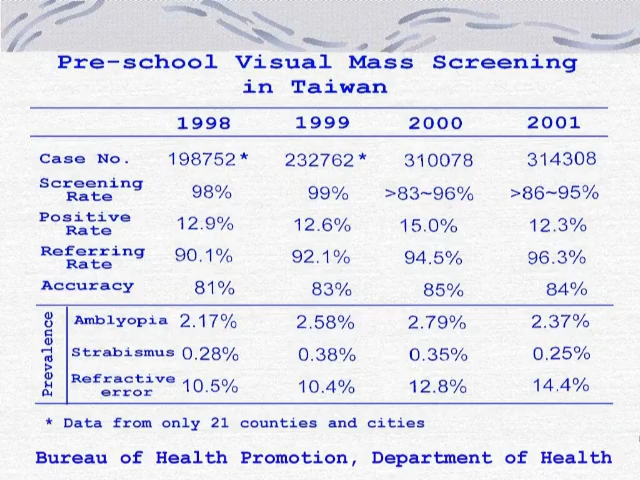 Pre-school Visual Mass Screening
in Taiwan
1998 1999 2000 2001
Case No. 198752* 232762* 310078 314308
Screening Rate 98% 99% >83~96% >86~95%
Positive Rate 12.9% 12.6% 15.0% 12.3%
Referring Rate 90.1% 92.1% 94.5% 96.3%
Accuracy 81% 83% 85% 84%
Prevalence
Amblyopia 2.17% 2.58% 2.79% 2.37%
Strabismus 0.28% 0.38% 0.35% 0.25%
Refractive error 10.5% 10.4% 12.8% 14.4%
* Data from only 21 counties and cities
Bureau of Health Promotion, Department of Health